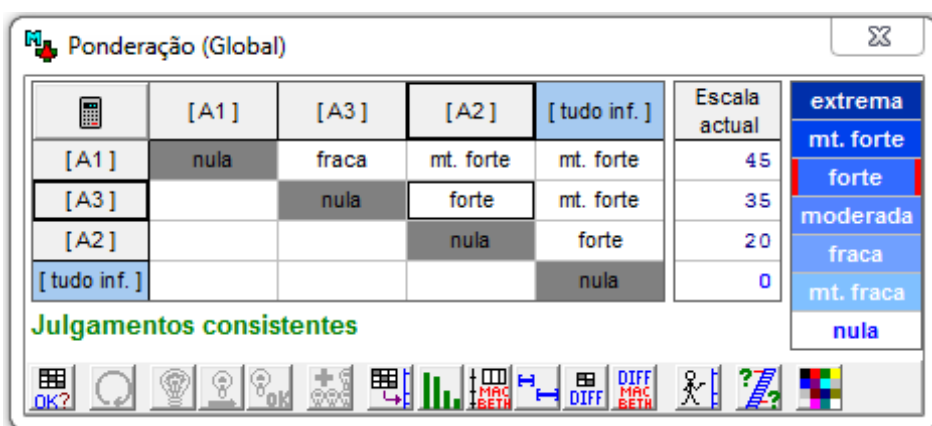 Ponderação (Global)
[ A1 ] [ A3 ] [ A2 ] [ tudo inf. ] Escala actual
[ A1 ] nula fraca mt. forte mt. forte 45
[ A3 ] nula forte mt. forte 35
[ A2 ] nula forte 20
[ tudo inf. ] nula 0
extrema
mt. forte
forte
moderada
fraca
mt. fraca
nula
Julgamentos consistentes
OK? OK MAC BETH DIFF DIFF MAC BETH ? ?